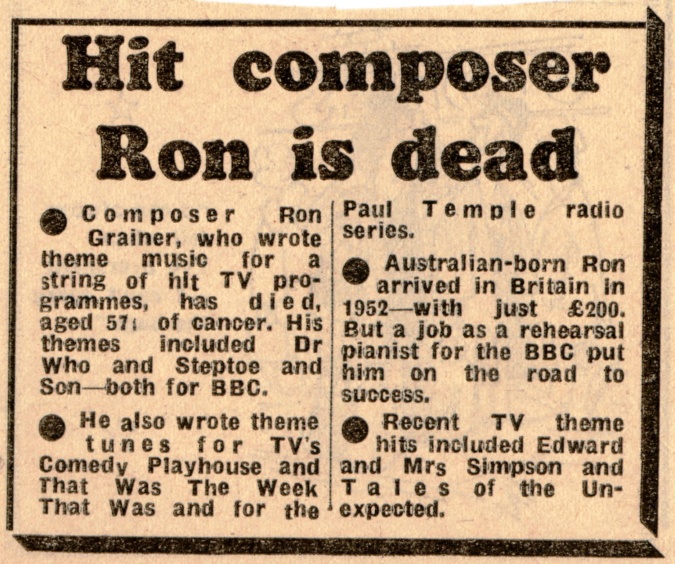 Hit composer
Ron is dead
● Composer Ron
Grainer, who wrote
theme music for a
string of hit TV pro-
grammes, has died,
aged 57, of cancer. His
themes included Dr
Who and Steptoe and
Son—both for BBC.
● He also wrote theme
tunes for TV's
Comedy Playhouse and
That Was The Week
That Was and for the
Paul Temple radio
series.
● Australian-born Ron
arrived in Britain in
1952—with just £200.
But a job as a rehearsal
pianist for the BBC put
him on the road to
success.
● Recent TV theme
hits included Edward
and Mrs Simpson and
Tales of the Un-
expected.